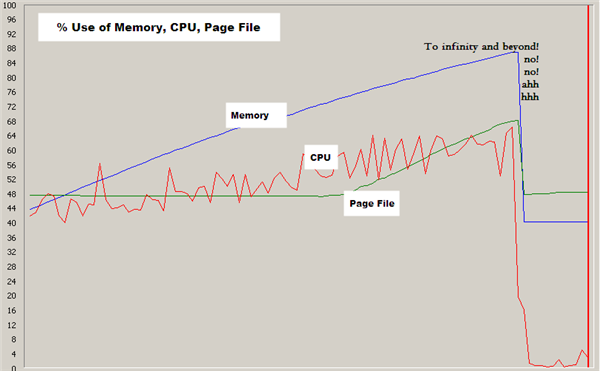 % Use of Memory, CPU, Page File
To infinity and beyond!
no!
no!
ahh
hhh
Memory
CPU
Page File
100
96
92
88
84
80
76
72
68
64
60
56
52
48
44
40
36
32
28
24
20
16
12
8
4
0